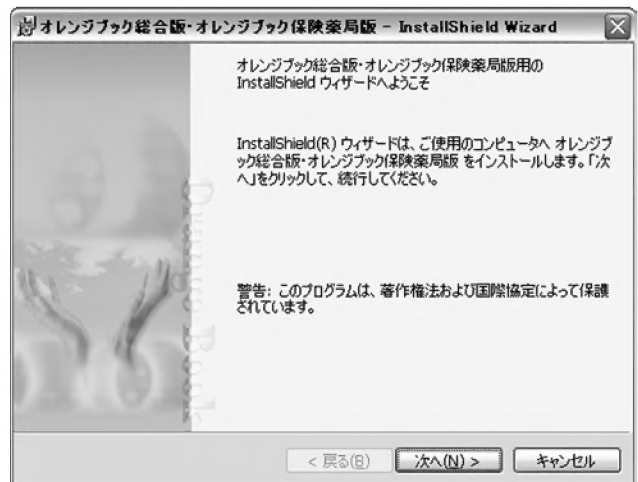 オレンジブック総合版・オレンジブック保険薬局版 - InstallShield Wizard
オレンジブック総合版・オレンジブック保険薬局版用の
InstallShield ウィザードへようこそ
InstallShield(R) ウィザードは、ご使用のコンピュータへ オレンジブ
ック総合版・オレンジブック保険薬局版 をインストールします。「次
へ」をクリックして、続行してください。
警告: このプログラムは、著作権法および国際協定によって保護
されています。
Orange Book
< 戻る(B)
次へ(N) >
キャンセル